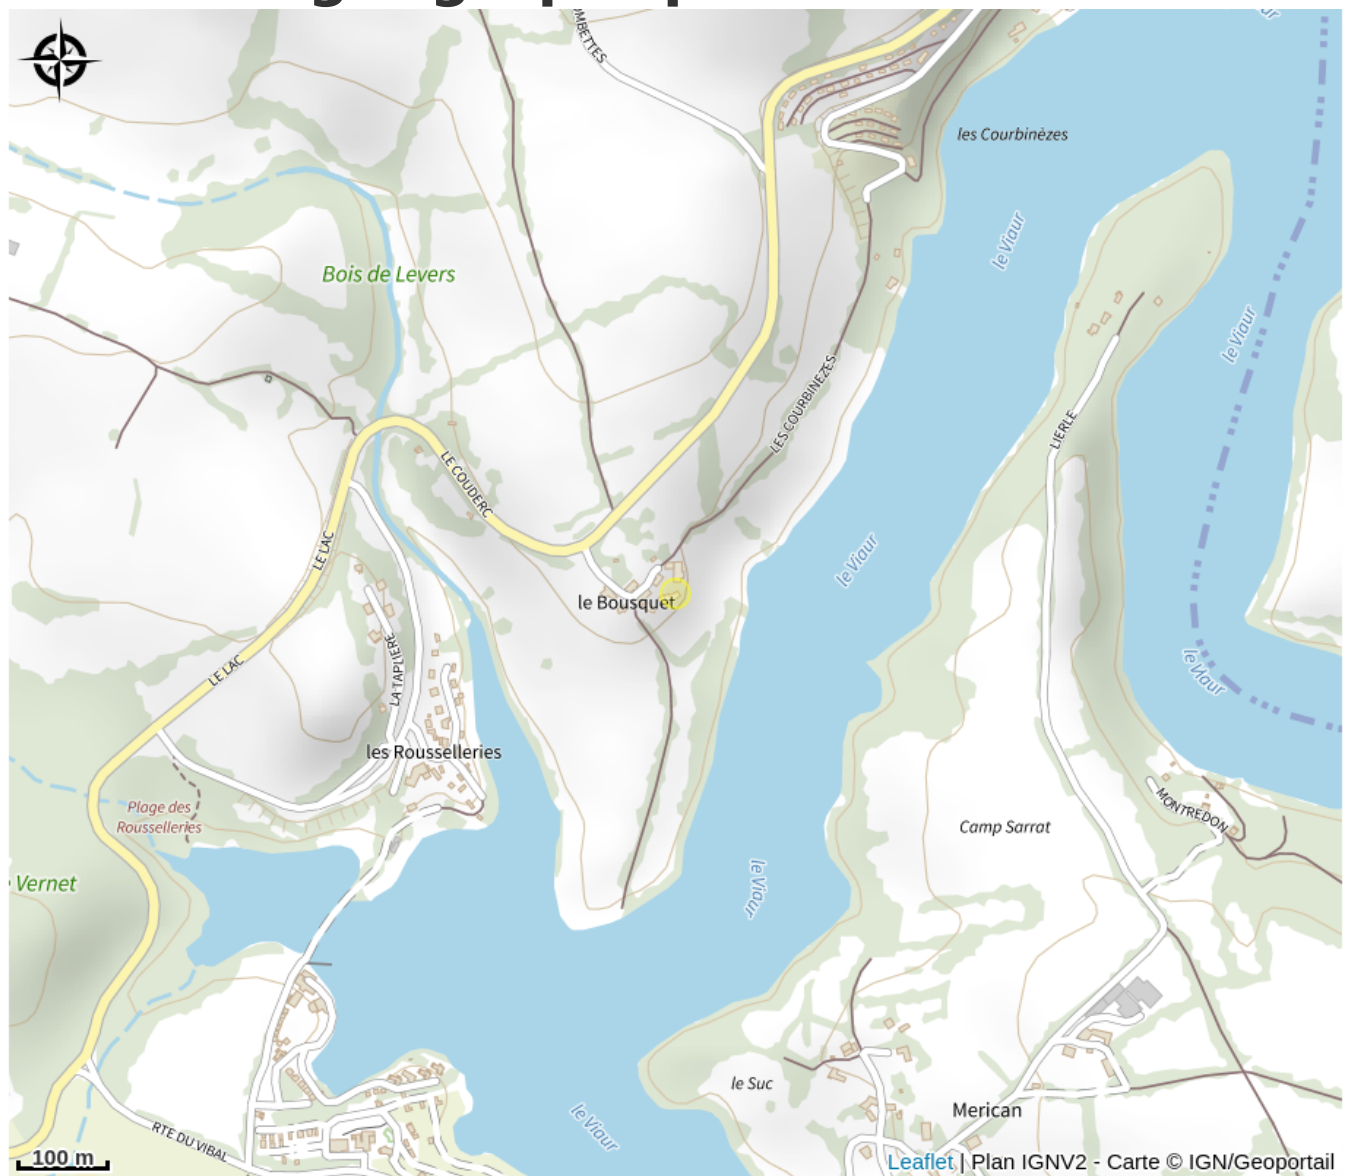 OMBETTES
les Courbinèzes
le Viaur
Bois de Levers
le Viaur
LES COURBINEZES
LIERLE
LE COUDERC
LE LAC
le Viaur
le Bousquet
LA TAPLIERE
LE LAC
le Viaur
les Rousselleries
Plage des
Rousselleries
MONTREDON
Camp Sarrat
Vernet
le Viaur
le Suc
Merican
le Viaur
RTE DU VIBAL
100 m
Leaflet | Plan IGNV2 - Carte © IGN/Geoportail